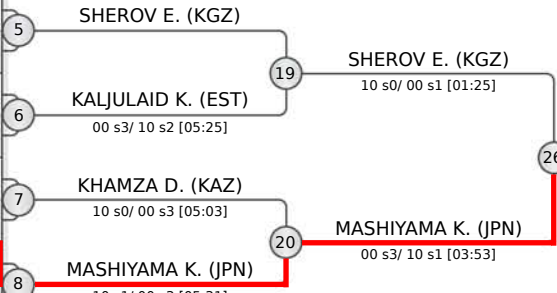 SHEROV E. (KGZ)
5
19
SHEROV E. (KGZ)
10 s0/ 00 s1 [01:25]
KALJULAID K. (EST)
6
00 s3/ 10 s2 [05:25]
26
KHAMZA D. (KAZ)
7
10 s0/ 00 s3 [05:03]
20
MASHIYAMA K. (JPN)
00 s3/ 10 s1 [03:53]
MASHIYAMA K. (JPN)
8